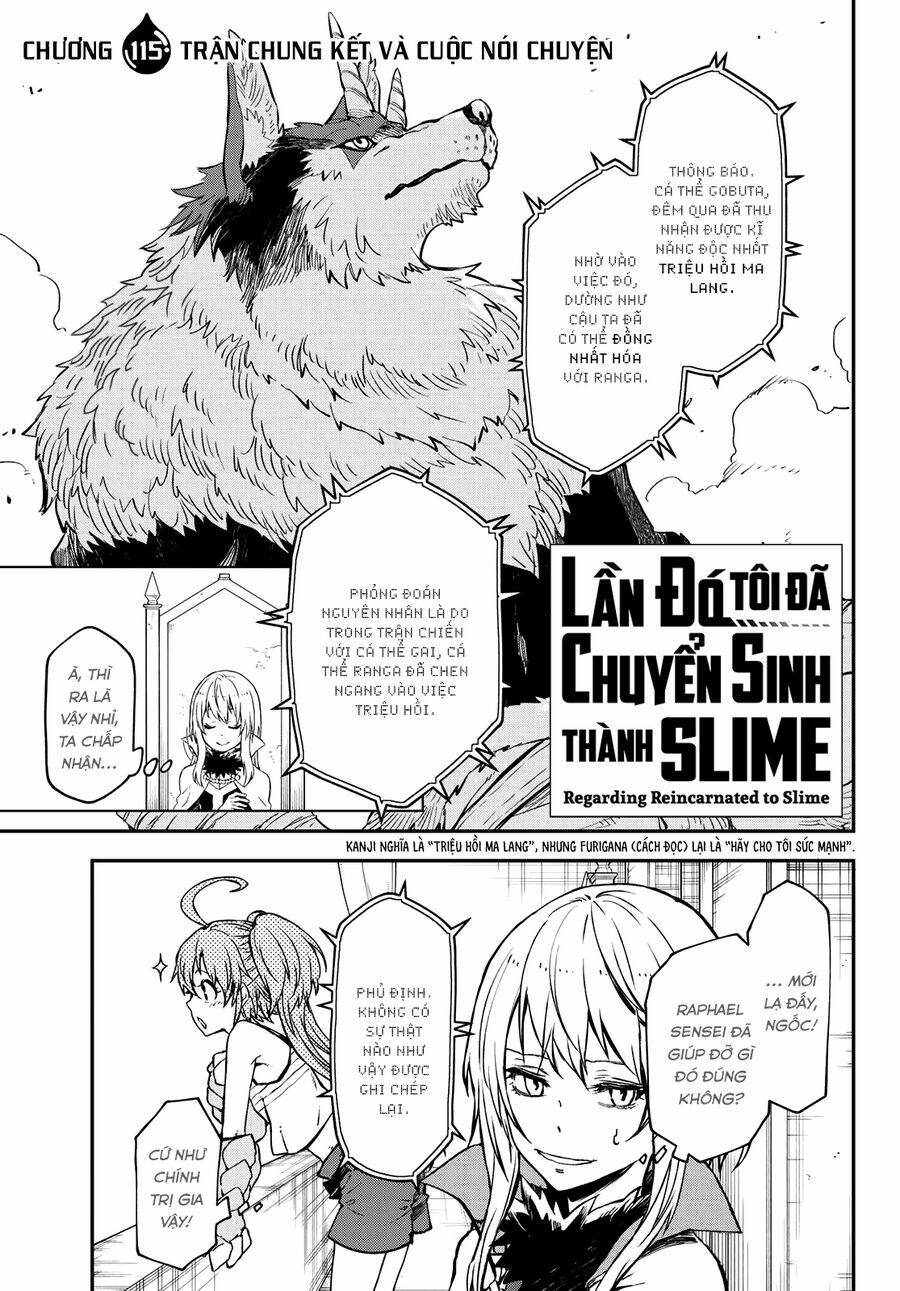 CHƯƠNG 115: TRẬN CHUNG KẾT VÀ CUỘC NÓI CHUYỆN
THÔNG BÁO.
CÁ THỂ GOBUTA,
ĐÊM QUA ĐÃ THU
NHẬN ĐƯỢC KĨ
NĂNG ĐỘC NHẤT
TRIỆU HỒI MA
LANG.
NHỜ VÀO
VIỆC ĐÓ,
DƯỜNG NHƯ
CẬU TA ĐÃ
CÓ THỂ ĐỒNG
NHẤT HÓA
VỚI RANGA.
LẦN ĐÓ TÔI ĐÃ
CHUYỂN SINH
THÀNH SLIME
Regarding Reincarnated to Slime
PHỎNG ĐOÁN
NGUYÊN NHÂN LÀ DO
TRONG TRẬN CHIẾN
VỚI CÁ THỂ GAI, CÁ
THỂ RANGA ĐÃ CHEN
NGANG VÀO VIỆC
TRIỆU HỒI.
À, THÌ
RA LÀ
VẬY NHỈ,
TA CHẤP
NHẬN...
KANJI NGHĨA LÀ "TRIỆU HỒI MA LANG", NHƯNG FURIGANA (CÁCH ĐỌC) LẠI LÀ "HÃY CHO TÔI SỨC MẠNH".
... MỚI
LẠ ĐẤY,
NGỐC!
RAPHAEL
SENSEI ĐÃ
GIÚP ĐỠ GÌ
ĐÓ ĐÚNG
KHÔNG?
PHỦ ĐỊNH.
KHÔNG CÓ
SỰ THẬT
NÀO NHƯ
VẬY ĐƯỢC
GHI CHÉP
LẠI.
CỨ NHƯ
CHÍNH
TRỊ GIA
VẬY!